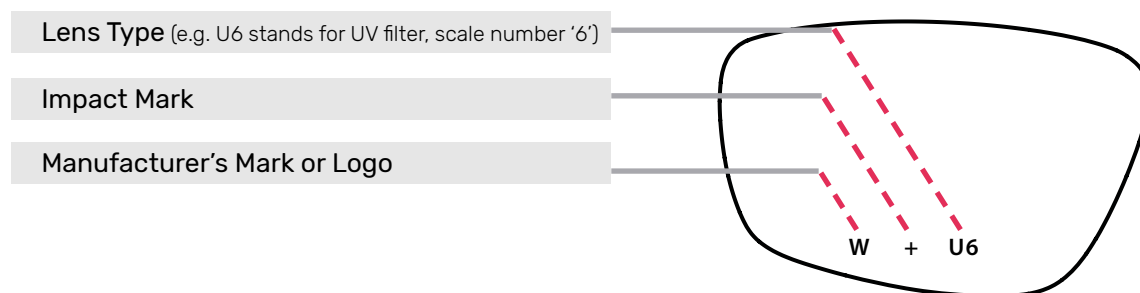 Lens Type (e.g. U6 stands for UV filter, scale number ‘6’)
Impact Mark
Manufacturer’s Mark or Logo
W + U6